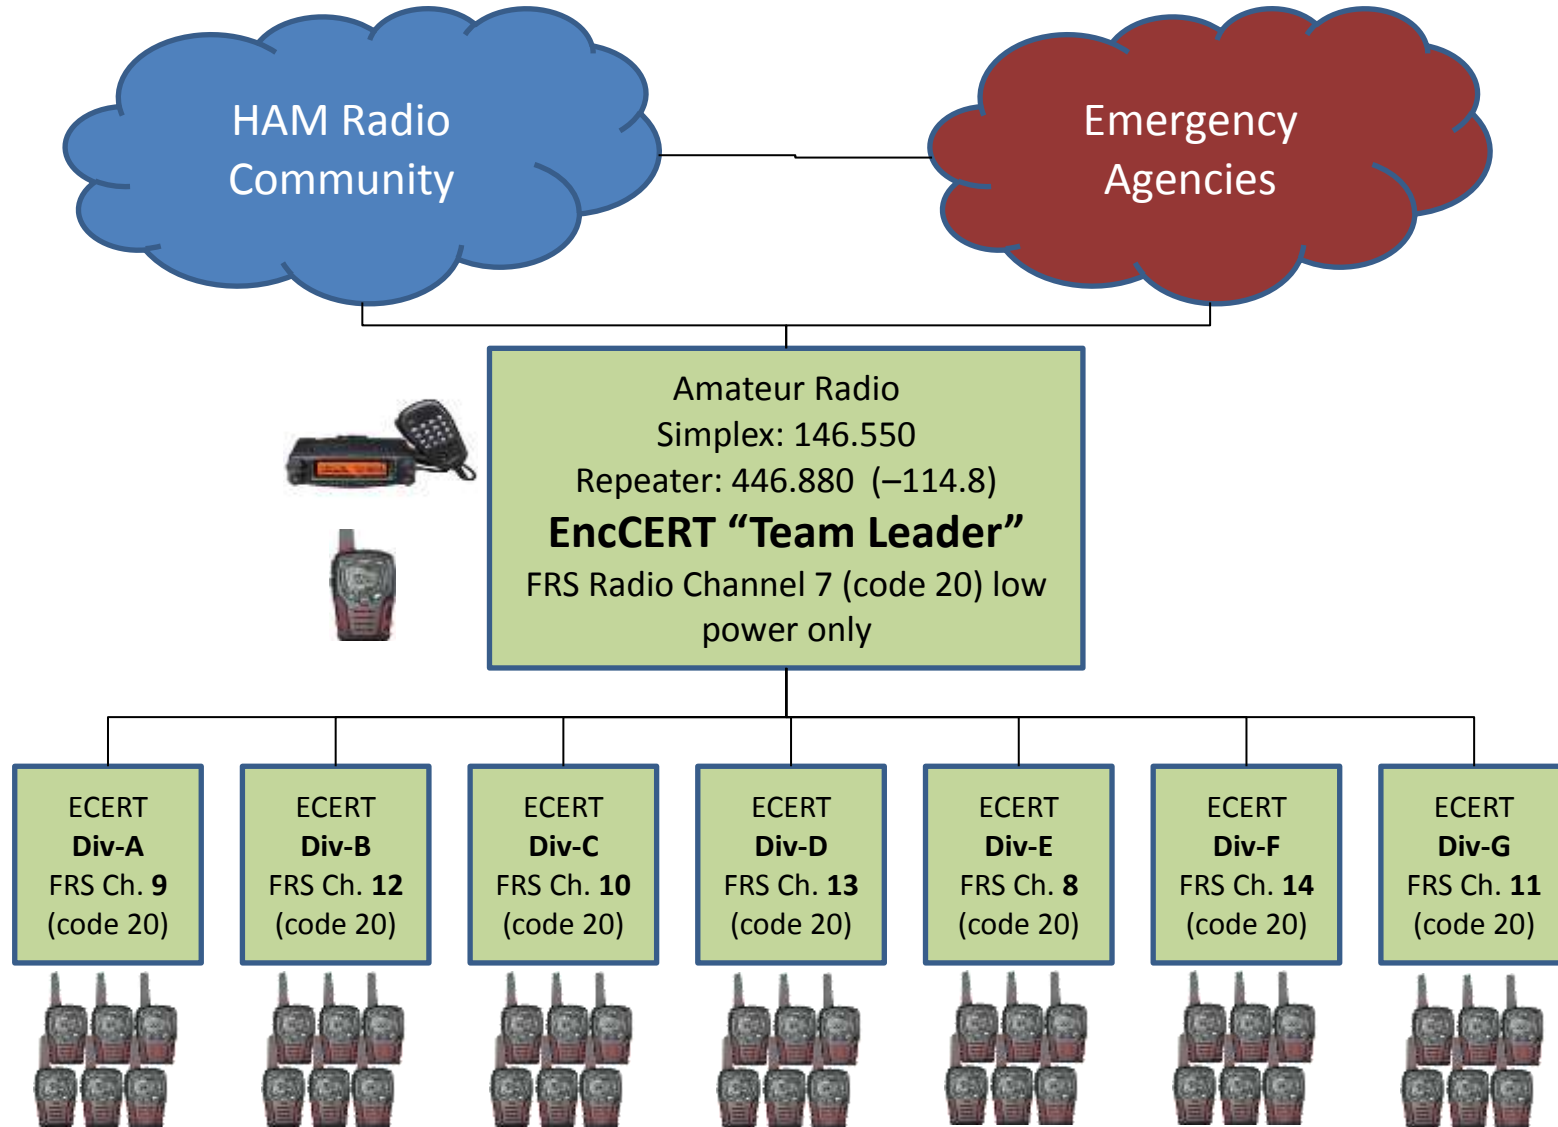 HAM Radio
Community
Emergency
Agencies
Amateur Radio
Simplex: 146.550
Repeater: 446.880 (–114.8)
EncCERT “Team Leader”
FRS Radio Channel 7 (code 20) low
power only
ECERT
Div-A
FRS Ch. 9
(code 20)
ECERT
Div-B
FRS Ch. 12
(code 20)
ECERT
Div-C
FRS Ch. 10
(code 20)
ECERT
Div-D
FRS Ch. 13
(code 20)
ECERT
Div-E
FRS Ch. 8
(code 20)
ECERT
Div-F
FRS Ch. 14
(code 20)
ECERT
Div-G
FRS Ch. 11
(code 20)